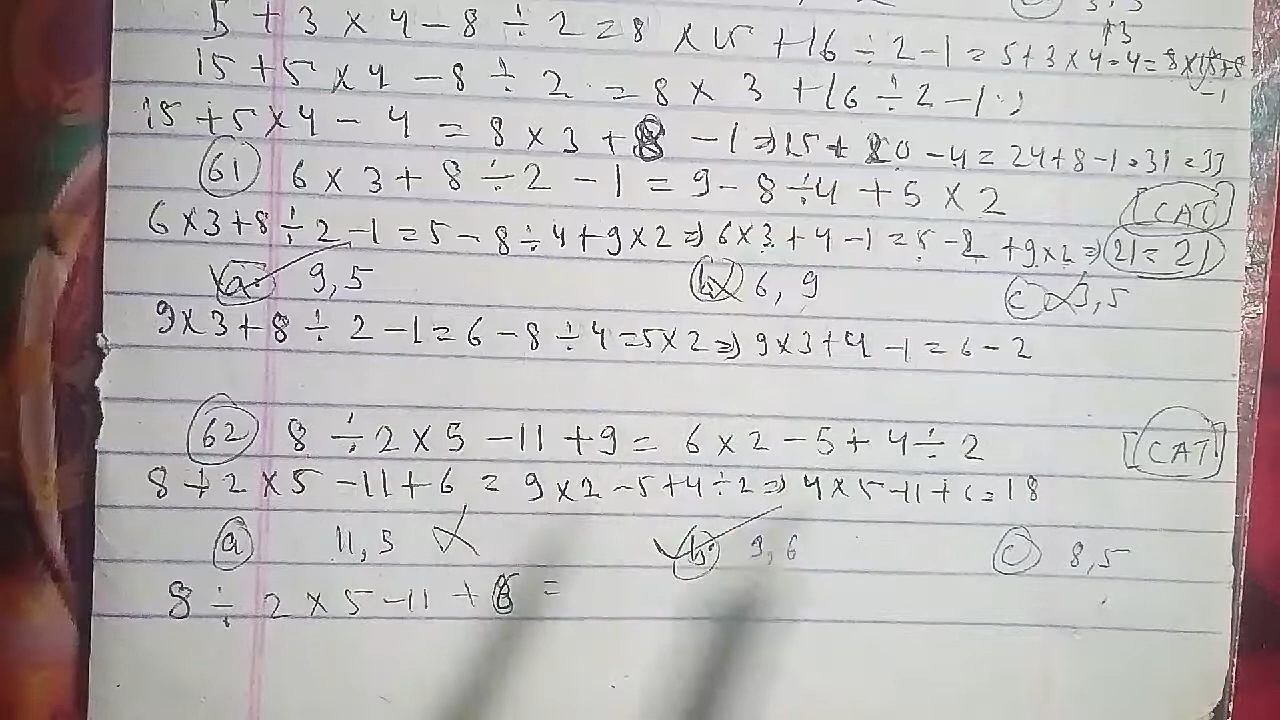 5 + 3 × 4 - 8 ÷ 2 = 8 × 15 + 16 ÷ 2 - 1 = 5 + 3 × 4 - 4 =
15 + 5 × 4 - 8 ÷ 2 = 8 × 3 + 16 ÷ 2 - 1
15 + 5 × 4 - 4 = 8 × 3 + 8 - 1 ⇒ 15 + 20 - 4 = 24 + 8 - 1 = 31 = 33
61 6 × 3 + 8 ÷ 2 - 1 = 9 - 8 ÷ 4 + 5 × 2 [CAT]
6 × 3 + 8 ÷ 2 - 1 = 5 - 8 ÷ 4 + 9 × 2 ⇒ 6 × 3 + 4 - 1 = 5 - 2 + 9 × 2 ⇒ 21 = 21
a 9, 5 b 6, 9 c 3, 5
9 × 3 + 8 ÷ 2 - 1 = 6 - 8 ÷ 4 = 5 × 2 ⇒ 9 × 3 + 4 - 1 = 6 - 2
62 8 ÷ 2 × 5 - 11 + 9 = 6 × 2 - 5 + 4 ÷ 2 [CAT]
8 ÷ 2 × 5 - 11 + 6 = 9 × 2 - 5 + 4 ÷ 2 ⇒ 4 × 5 - 11 + 6 = 18
a 11, 5 b 9, 6 c 8, 5
8 ÷ 2 × 5 - 11 + 6 =